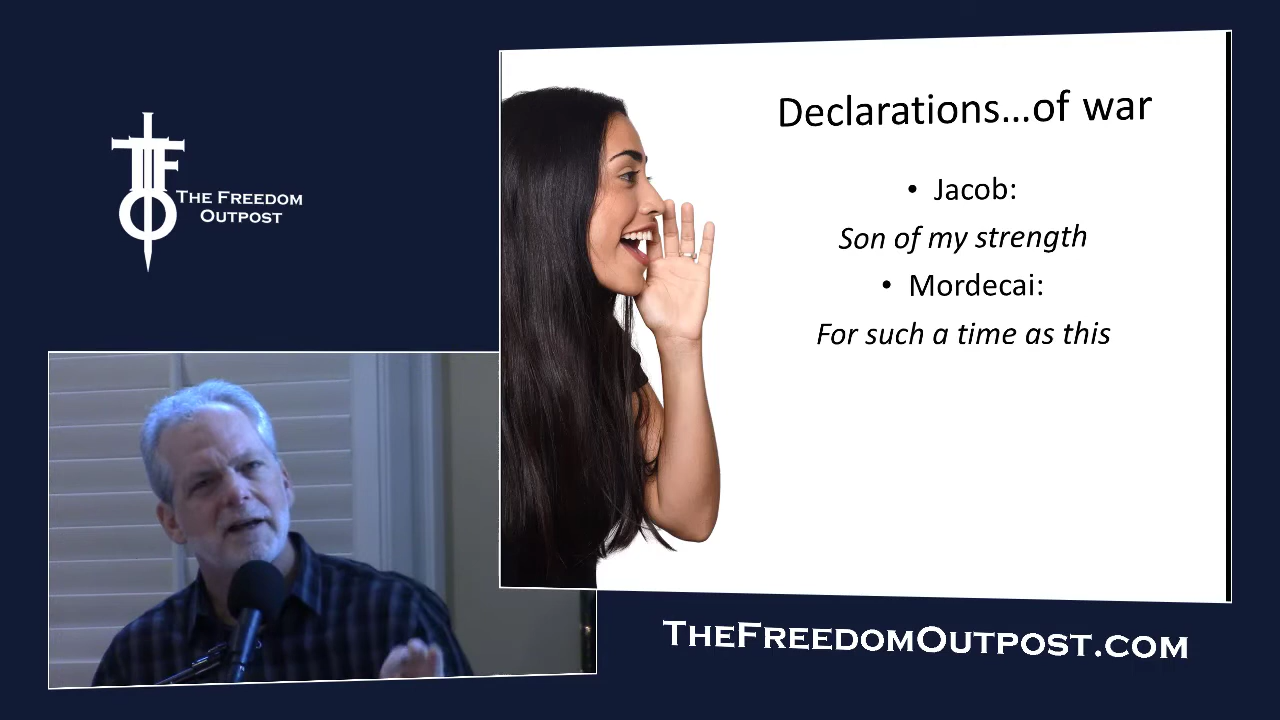 TFO
THE FREEDOM
OUTPOST
Declarations...of war
• Jacob:
Son of my strength
• Mordecai:
For such a time as this
THEFREEDOMOUTPOST.COM